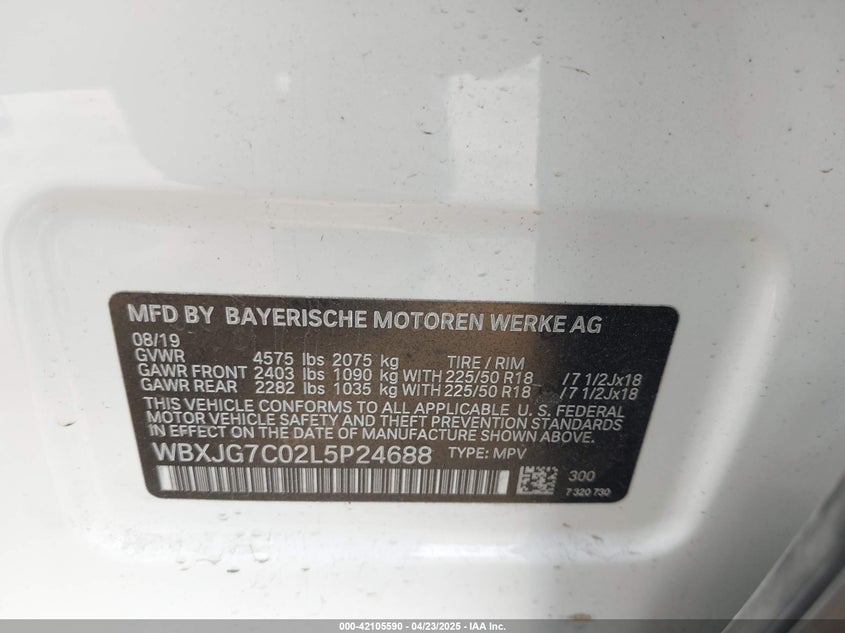 MFD BY BAYERISCHE MOTOREN WERKE AG
08/19
GVWR 4575 lbs 2075 kg TIRE / RIM
GAWR FRONT 2403 lbs 1090 kg WITH 225/50 R18 / 7 1/2Jx18
GAWR REAR 2282 lbs 1035 kg WITH 225/50 R18 / 7 1/2Jx18
THIS VEHICLE CONFORMS TO ALL APPLICABLE U. S. FEDERAL
MOTOR VEHICLE SAFETY AND THEFT PREVENTION STANDARDS
IN EFFECT ON THE DATE OF MANUFACTURE SHOWN ABOVE.
WBXJG7C02L5P24688 TYPE: MPV
300
7 320 730
000-42105590 - 04/23/2025 - IAA Inc.